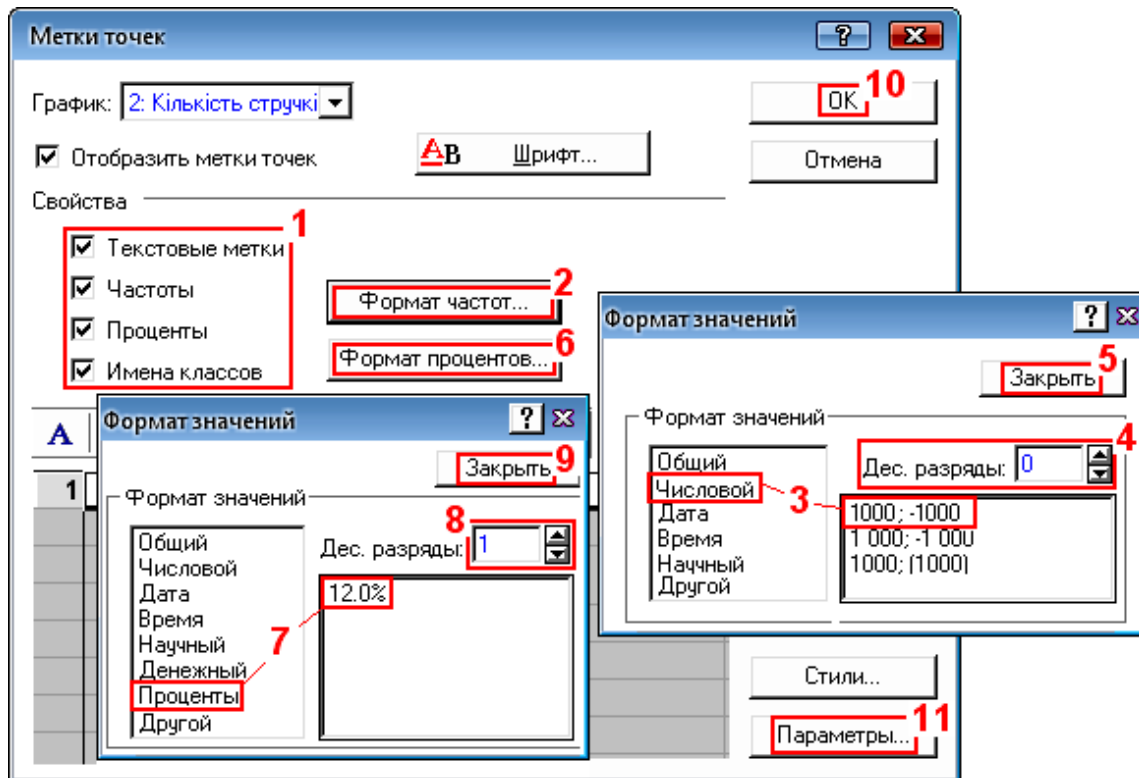 Метки точек
?
График: 2: Кількість стручкі
OK 10
Отобразить метки точек
AB Шрифт...
Отмена
Свойства
1
Текстовые метки
Частоты
Проценты
Имена классов
Формат частот... 2
Формат процентов... 6
A
1
Формат значений
?
Закрыть 5
Формат значений
Общий
Числовой
Дата
Время
Научный
Другой
3
Дес. разряды: 0
4
1000; -1000
1 000; -1 000
1000; (1000)
Формат значений
?
Закрыть 9
Формат значений
Общий
Числовой
Дата
Время
Научный
Денежный
Проценты
Другой
7
8
Дес. разряды: 1
12.0%
Стили...
Параметры... 11